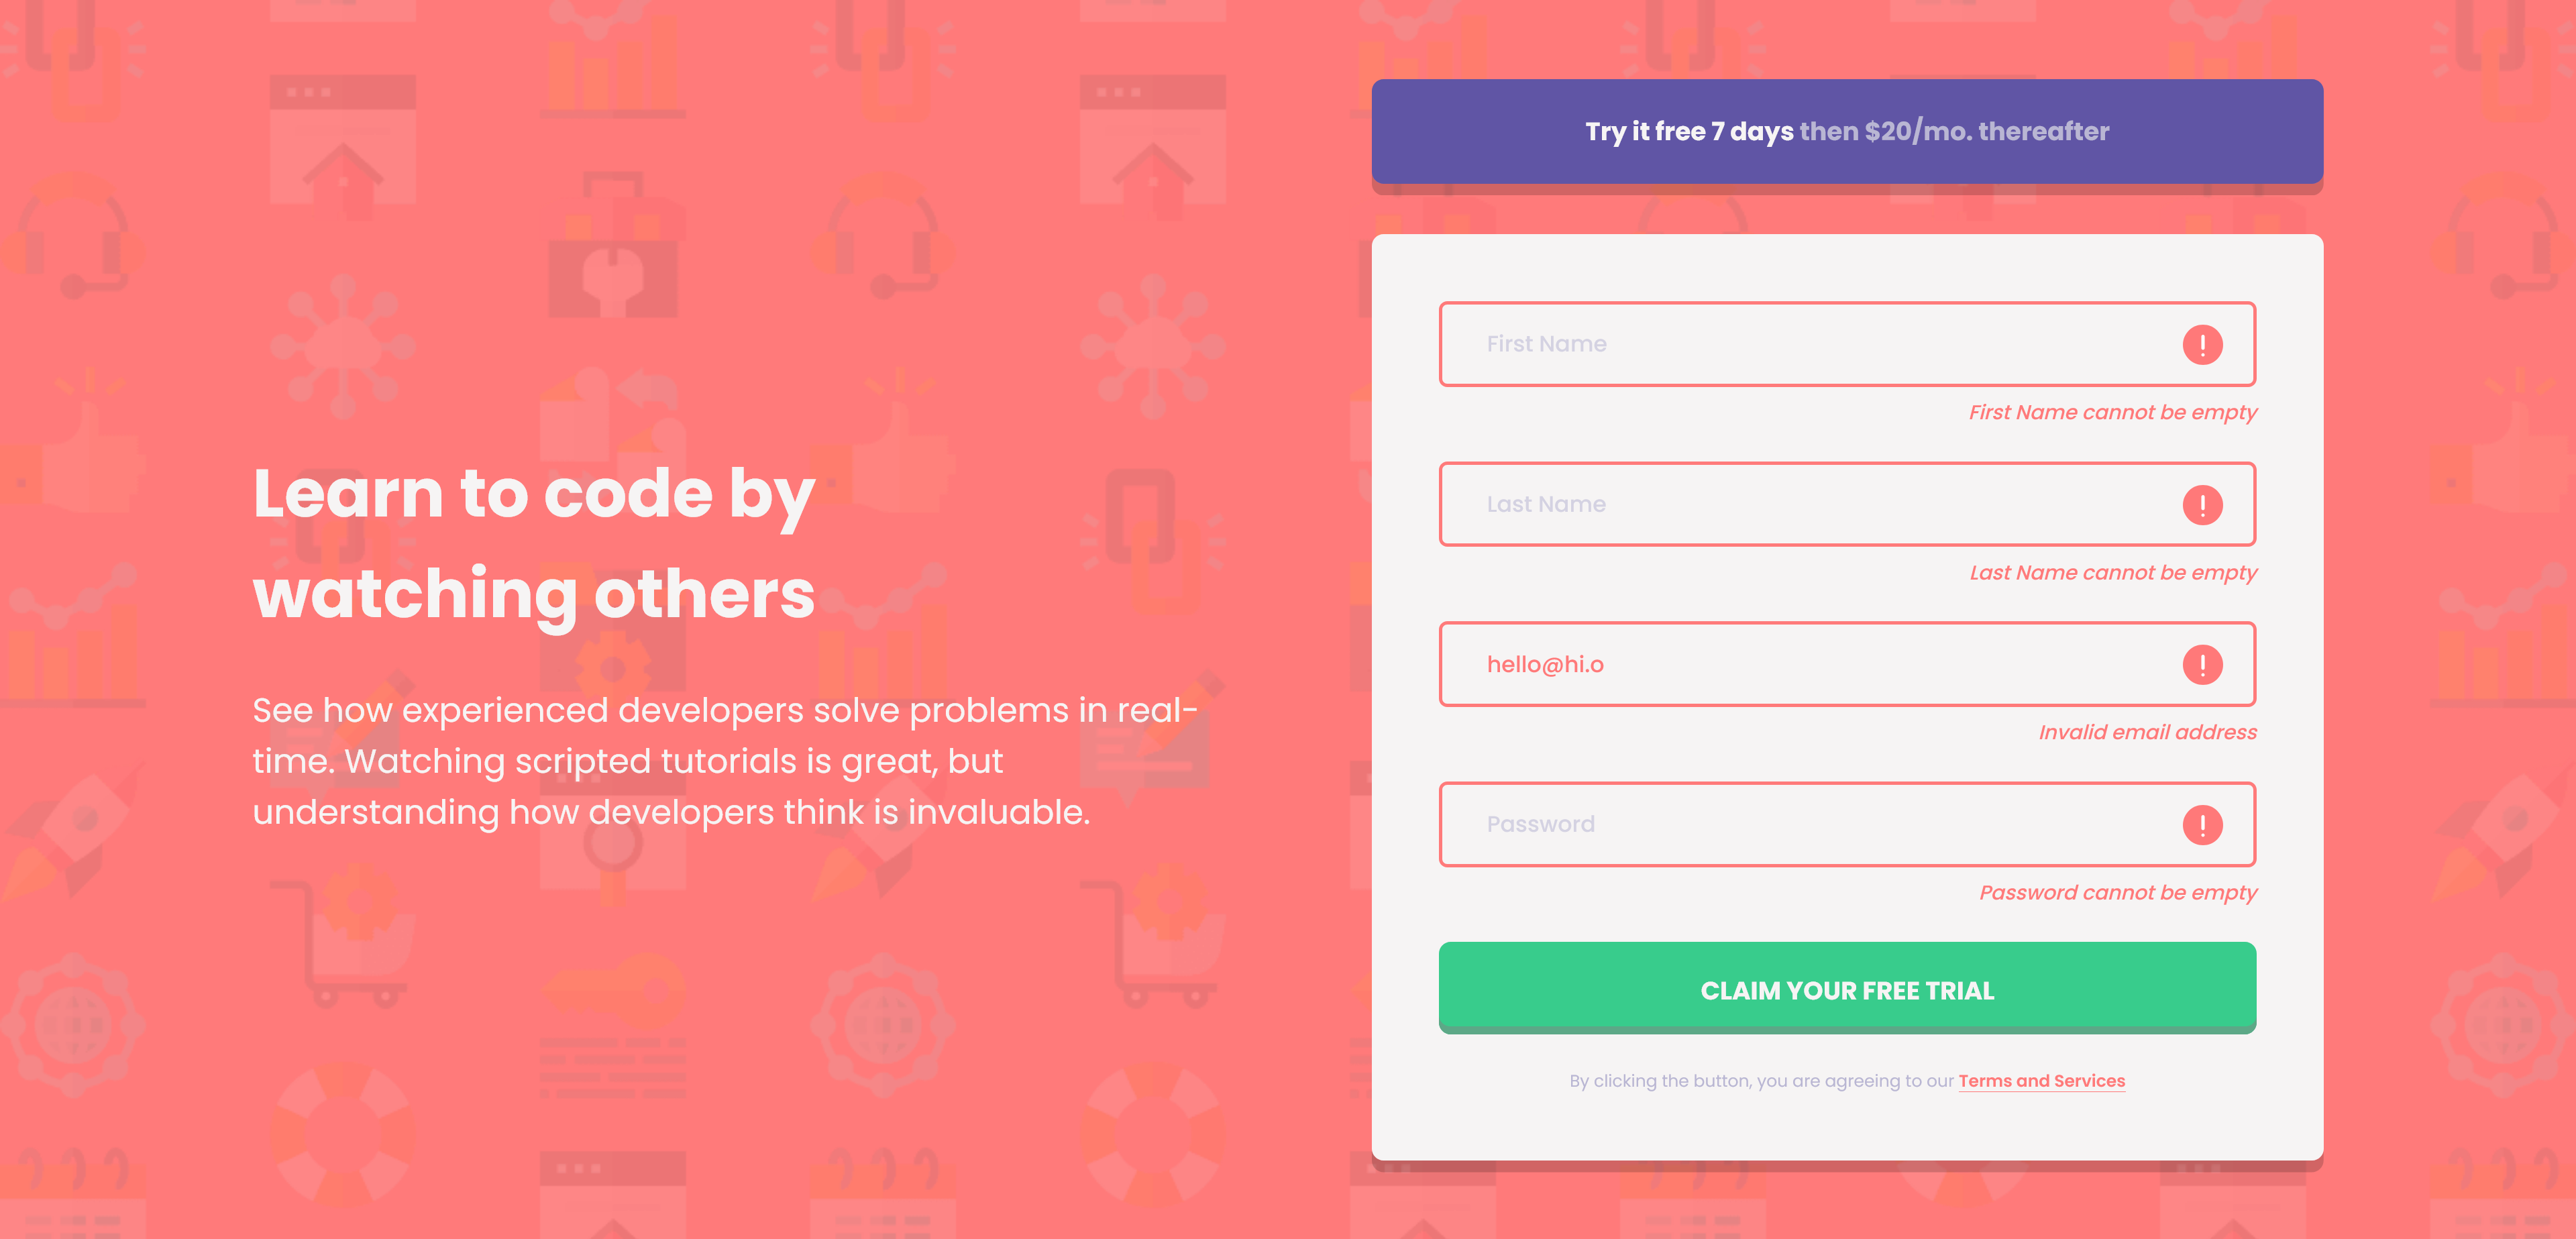 Learn to code by
watching others
See how experienced developers solve problems in real-
time. Watching scripted tutorials is great, but
understanding how developers think is invaluable.
Try it free 7 days then $20/mo. thereafter
First Name
First Name cannot be empty
Last Name
Last Name cannot be empty
hello@hi.o
Invalid email address
Password
Password cannot be empty
CLAIM YOUR FREE TRIAL
By clicking the button, you are agreeing to our Terms and Services